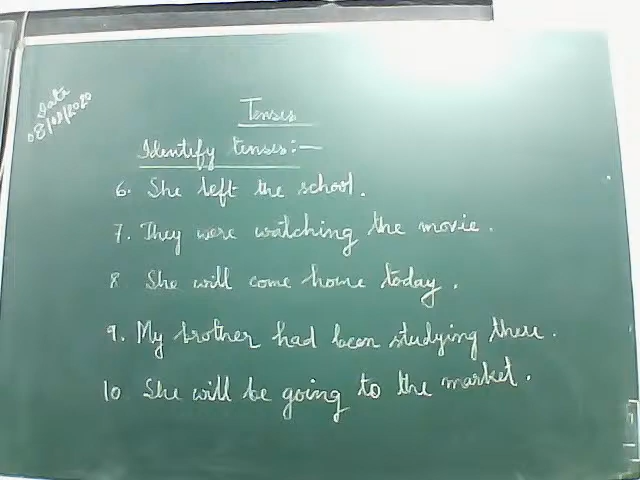 Date
08/08/2020
Tenses
Identify tenses:—
6. She left the school.
7. They were watching the movie.
8 She will come home today.
9. My brother had been studying there.
10 She will be going to the market.